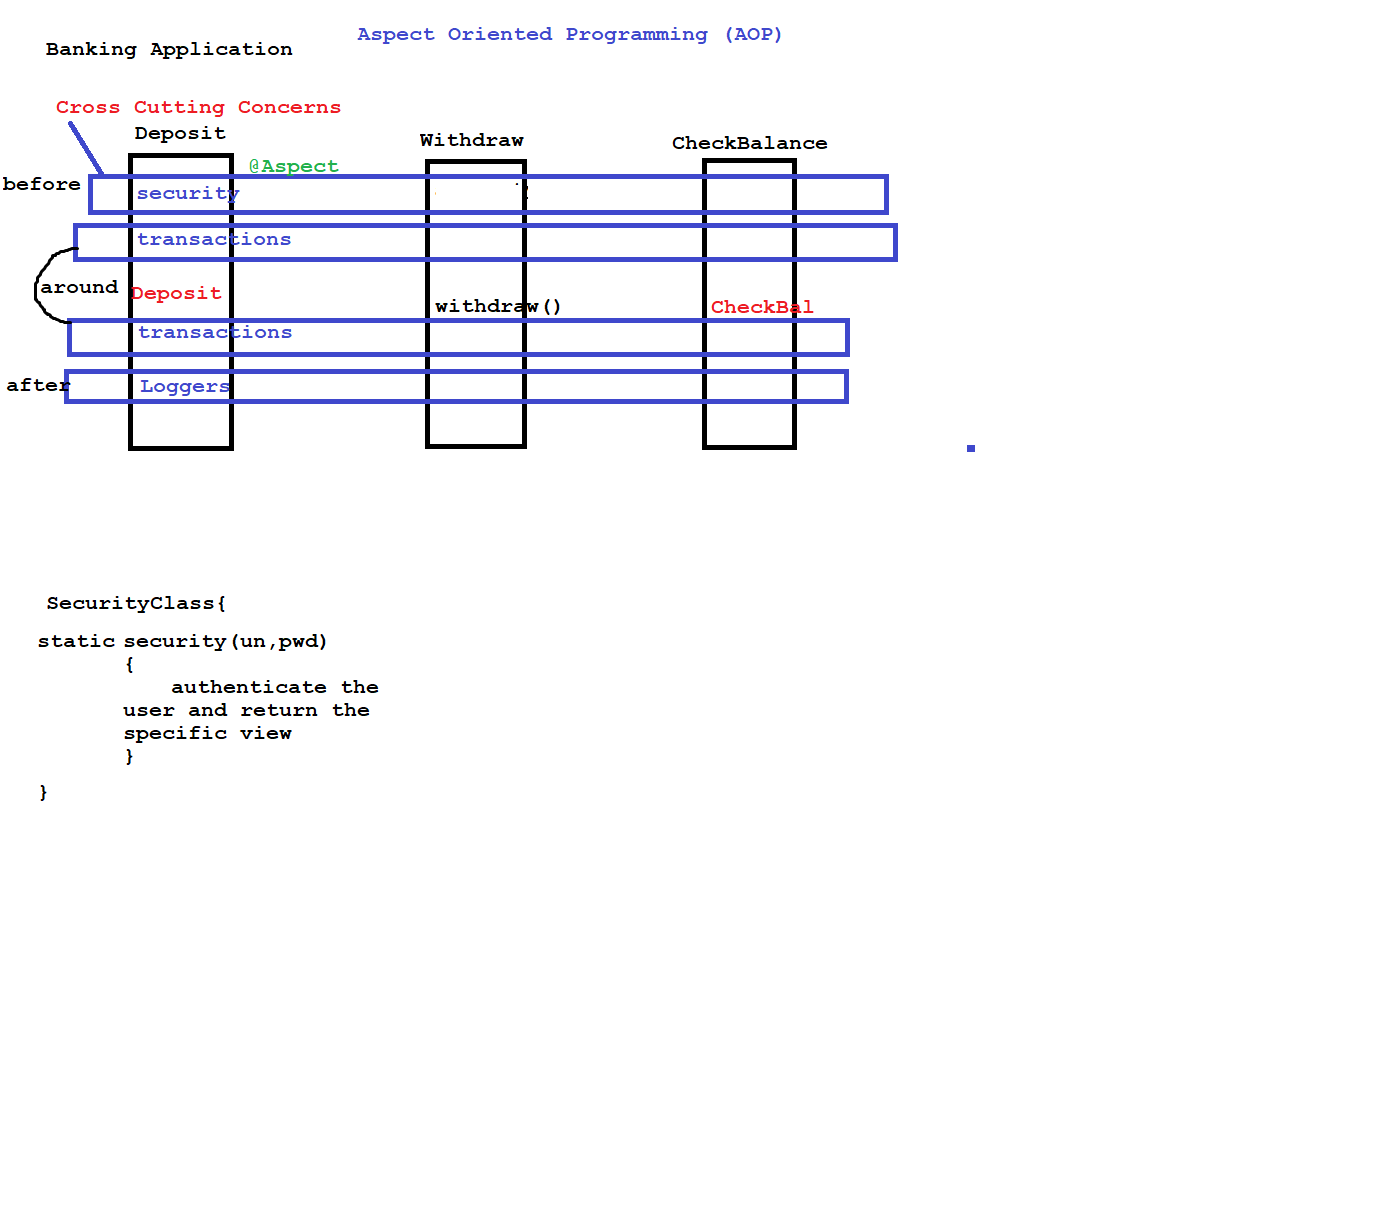 Aspect Oriented Programming (AOP)
Banking Application
Cross Cutting Concerns
Deposit
Withdraw
CheckBalance
@Aspect
before
security
transactions
around
Deposit
withdraw()
CheckBal
transactions
after
Loggers
SecurityClass{
static security(un,pwd)
{
authenticate the
user and return the
specific view
}
}